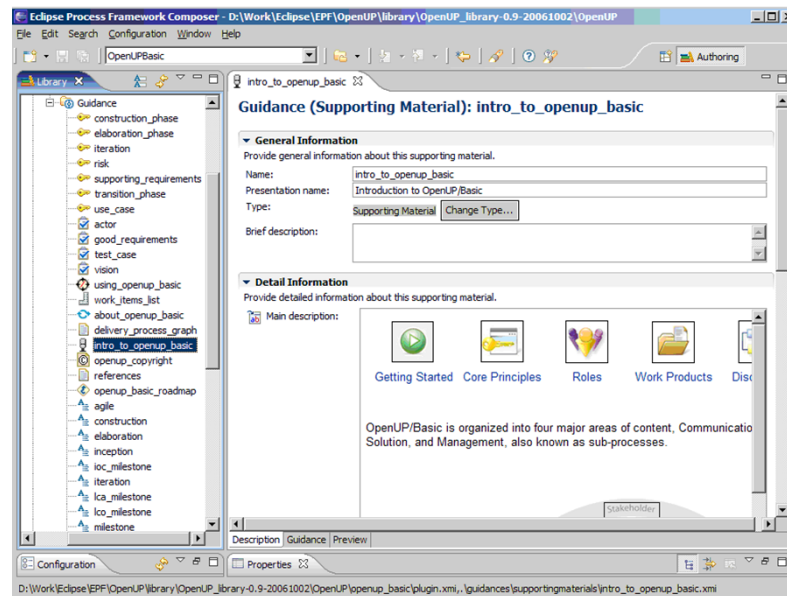 Eclipse Process Framework Composer - D:\Work\Eclipse\EPF\OpenUP\library\OpenUP_library-0.9-20061002\OpenUP
File Edit Search Configuration Window Help
OpenUPBasic
Authoring
Library
Guidance
construction_phase
elaboration_phase
iteration
risk
supporting_requirements
transition_phase
use_case
actor
good_requirements
test_case
vision
using_openup_basic
work_items_list
about_openup_basic
delivery_process_graph
intro_to_openup_basic
openup_copyright
references
openup_basic_roadmap
agile
construction
elaboration
inception
ioc_milestone
iteration
lca_milestone
lco_milestone
milestone
intro_to_openup_basic
Guidance (Supporting Material): intro_to_openup_basic
General Information
Provide general information about this supporting material.
Name: intro_to_openup_basic
Presentation name: Introduction to OpenUP/Basic
Type: Supporting Material Change Type...
Brief description:
Detail Information
Provide detailed information about this supporting material.
Main description:
Getting Started Core Principles Roles Work Products Disc
OpenUP/Basic is organized into four major areas of content, Communicatio
Solution, and Management, also known as sub-processes.
Stakeholder
Description Guidance Preview
Configuration
Properties
D:\Work\Eclipse\EPF\OpenUP\library\OpenUP_library-0.9-20061002\OpenUP\openup_basic\plugin.xmi,.\guidances\supportingmaterials\intro_to_openup_basic.xmi